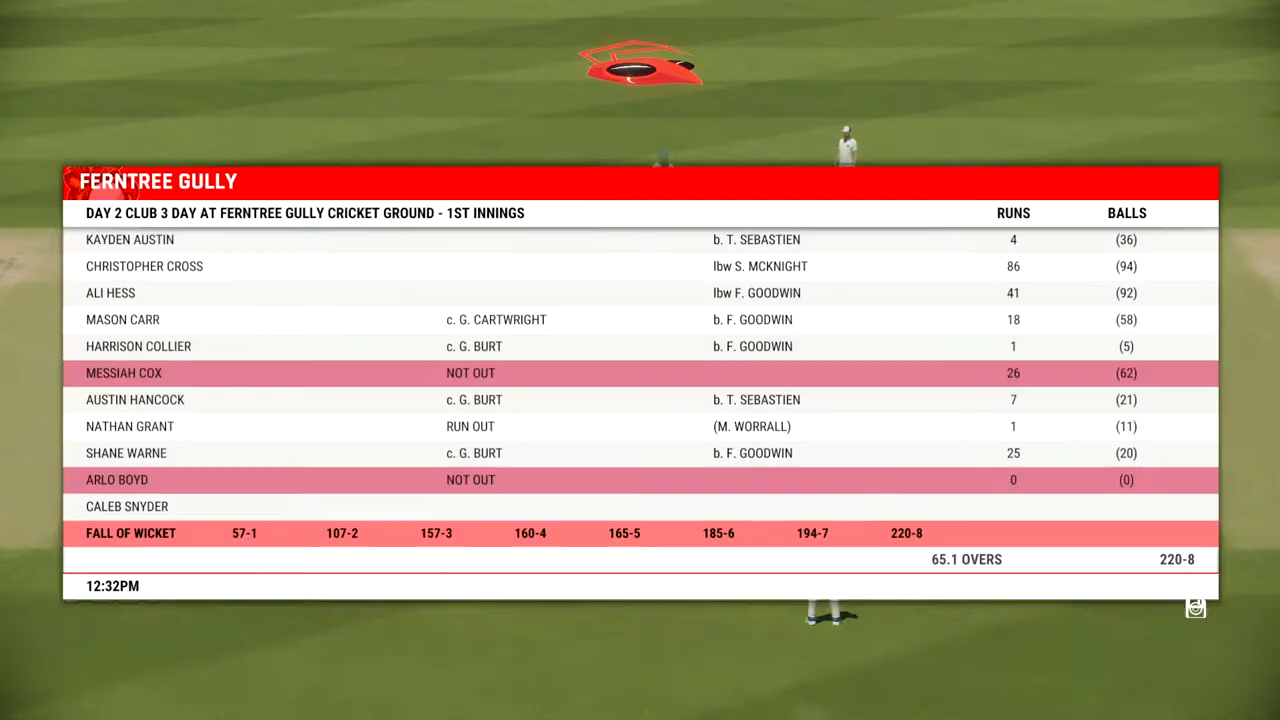 FERNTREE GULLY
DAY 2 CLUB 3 DAY AT FERNTREE GULLY CRICKET GROUND - 1ST INNINGS RUNS BALLS
KAYDEN AUSTIN b. T. SEBASTIEN 4 (36)
CHRISTOPHER CROSS lbw S. MCKNIGHT 86 (94)
ALI HESS lbw F. GOODWIN 41 (92)
MASON CARR c. G. CARTWRIGHT b. F. GOODWIN 18 (58)
HARRISON COLLIER c. G. BURT b. F. GOODWIN 1 (5)
MESSIAH COX NOT OUT 26 (62)
AUSTIN HANCOCK c. G. BURT b. T. SEBASTIEN 7 (21)
NATHAN GRANT RUN OUT (M. WORRALL) 1 (11)
SHANE WARNE c. G. BURT b. F. GOODWIN 25 (20)
ARLO BOYD NOT OUT 0 (0)
CALEB SNYDER
FALL OF WICKET 57-1 107-2 157-3 160-4 165-5 185-6 194-7 220-8
65.1 OVERS 220-8
12:32PM